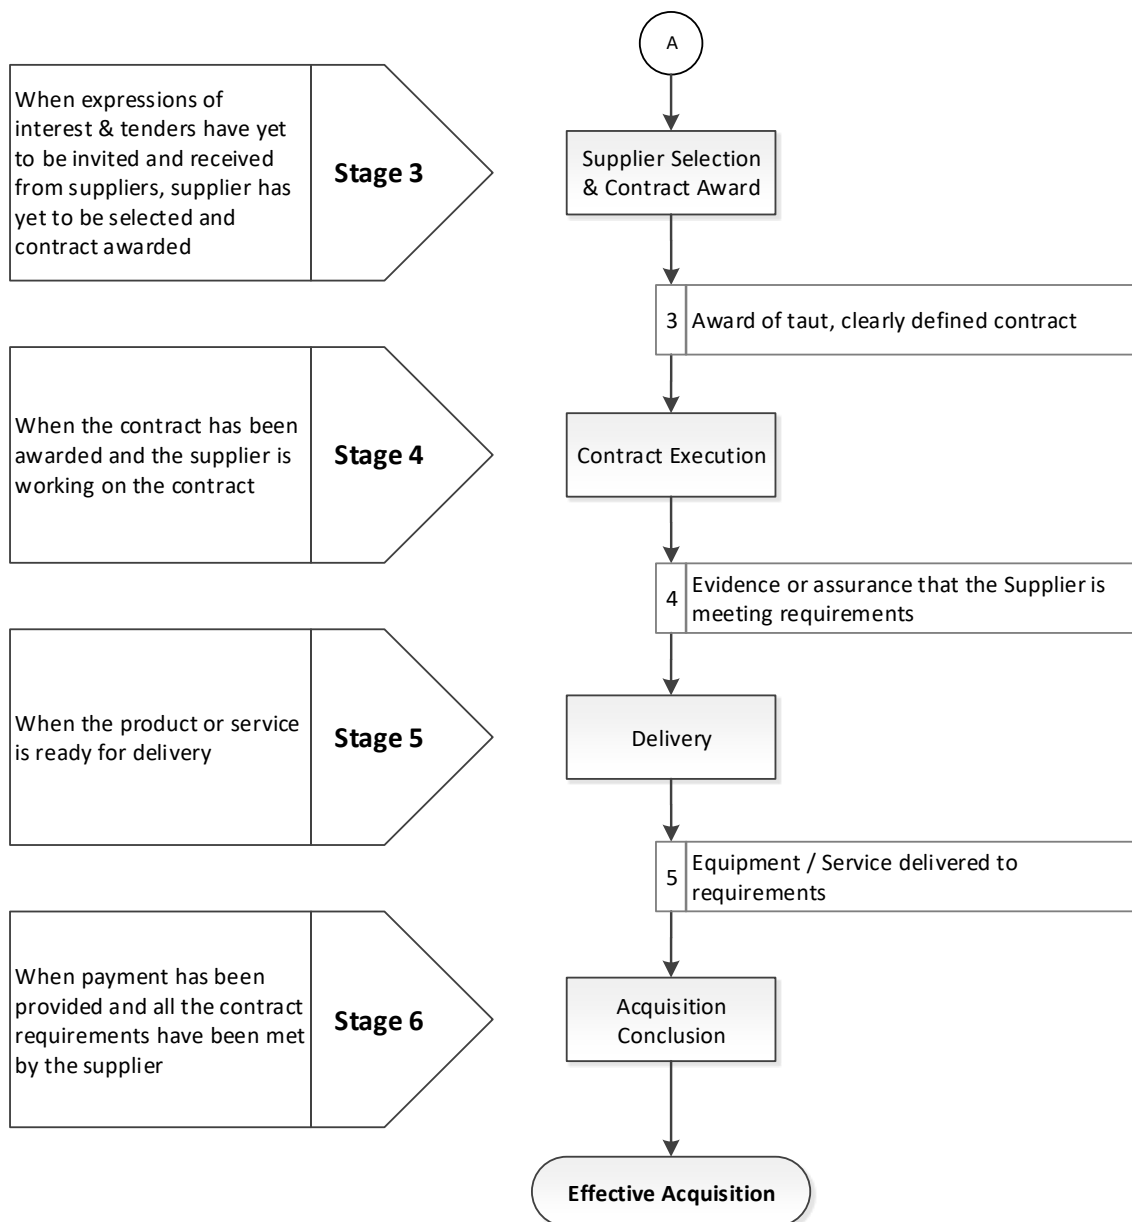 A
When expressions of
interest & tenders have yet
to be invited and received
from suppliers, supplier has
yet to be selected and
contract awarded
Stage 3
Supplier Selection
& Contract Award
3
Award of taut, clearly defined contract
When the contract has been
awarded and the supplier is
working on the contract
Stage 4
Contract Execution
4
Evidence or assurance that the Supplier is
meeting requirements
When the product or service
is ready for delivery
Stage 5
Delivery
5
Equipment / Service delivered to
requirements
When payment has been
provided and all the contract
requirements have been met
by the supplier
Stage 6
Acquisition
Conclusion
Effective Acquisition